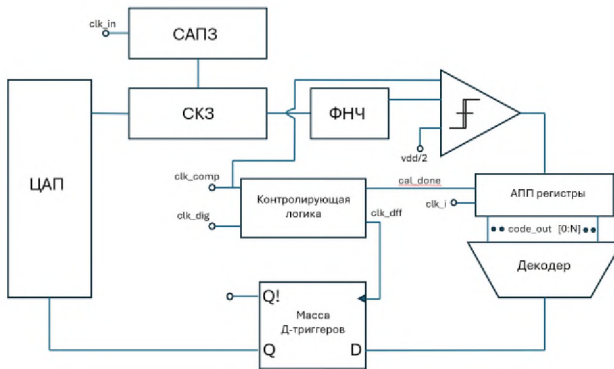 clk_in
САПЗ
ЦАП
СКЗ
ФНЧ
vdd/2
clk_comp
clk_dig
Контролирующая
логика
cal_done
clk_dff
clk_i
АПП регистры
code_out [0:N]
Декодер
Q!
Масса
Д-триггеров
Q
D